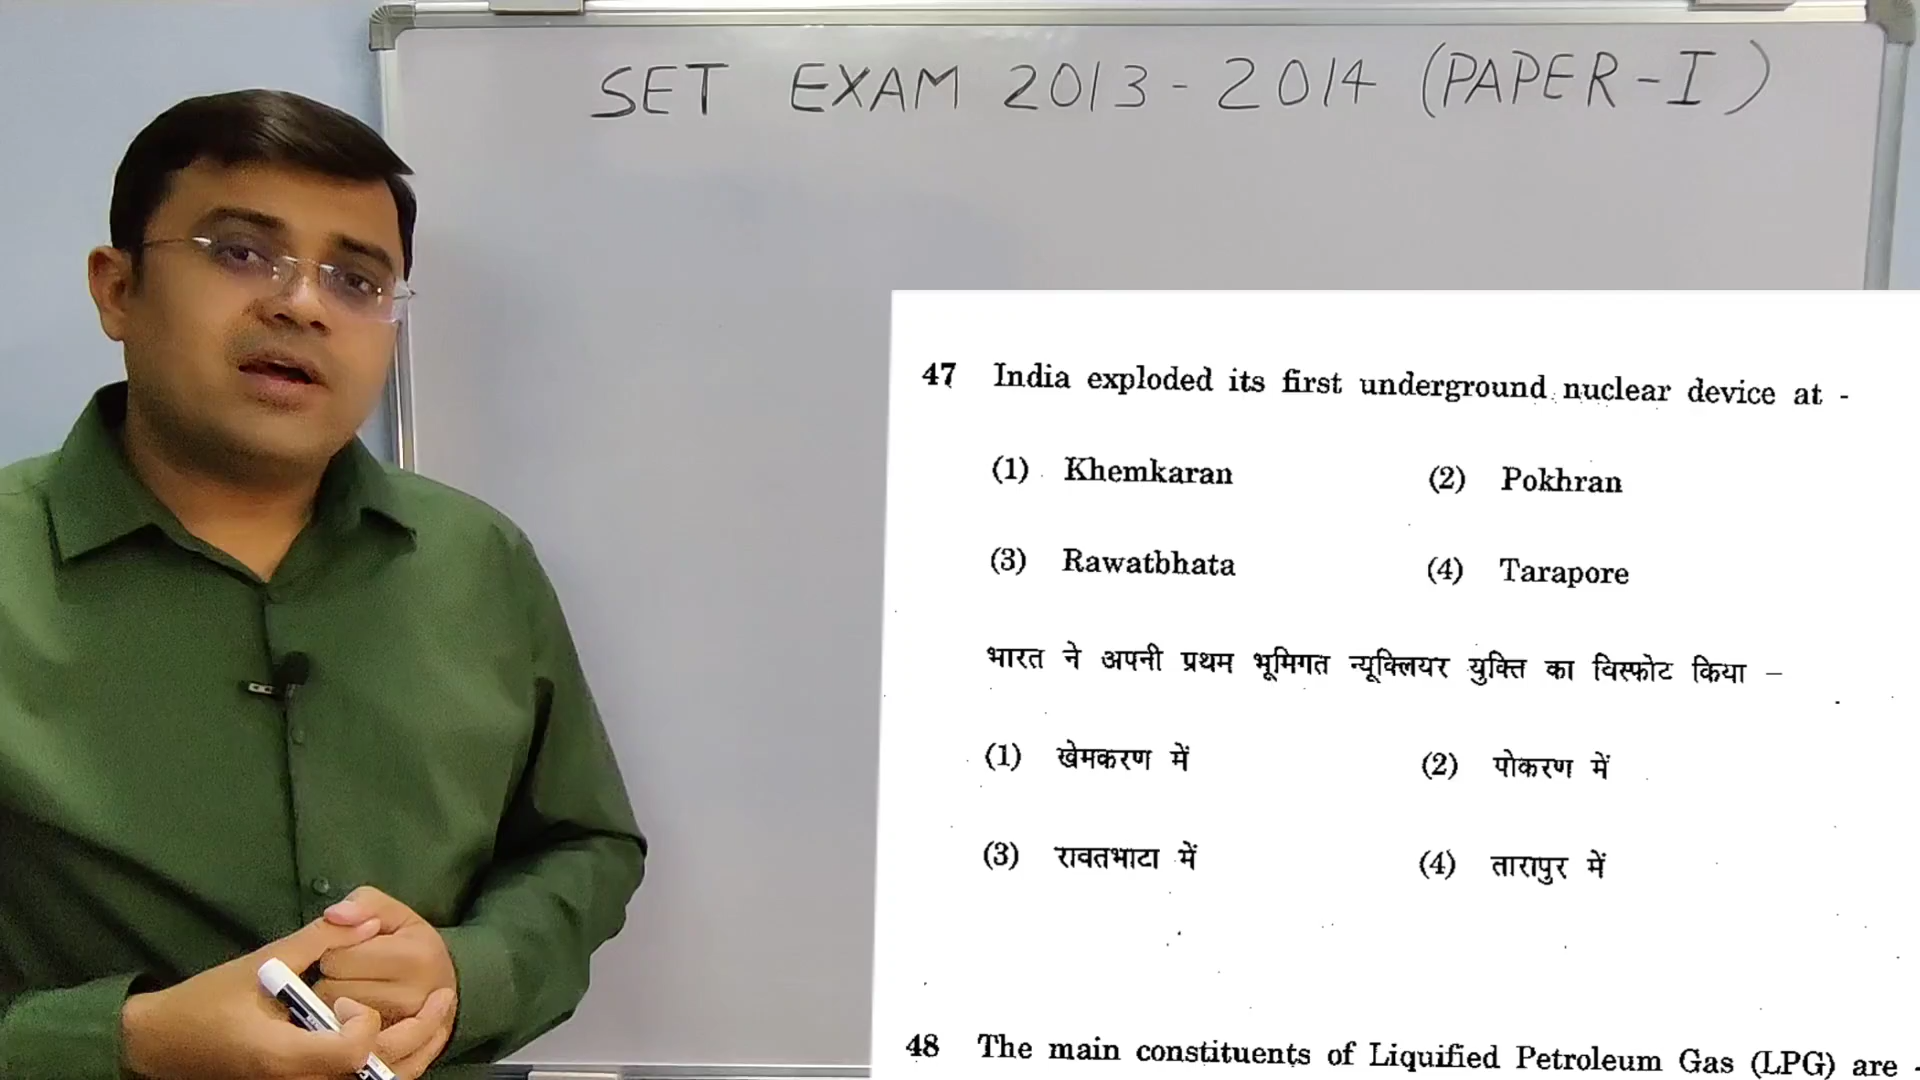 SET EXAM 2013-2014 (PAPER-I)
47 India exploded its first underground nuclear device at -
(1) Khemkaran (2) Pokhran
(3) Rawatbhata (4) Tarapore
भारत ने अपनी प्रथम भूमिगत न्यूक्लियर युक्ति का विस्फोट किया –
(1) खेमकरण में (2) पोकरण में
(3) रावतभाटा में (4) तारापुर में
48 The main constituents of Liquified Petroleum Gas (LPG) are -